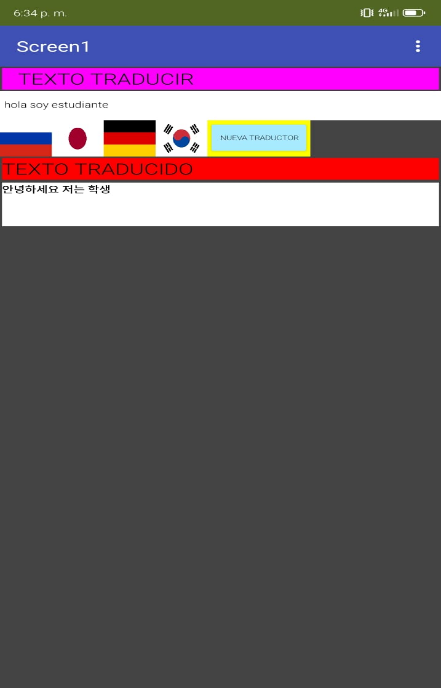 6:34 p. m.
4G
Screen1
TEXTO TRADUCIR
hola soy estudiante
NUEVA TRADUCTOR
TEXTO TRADUCIDO
안녕하세요 저는 학생